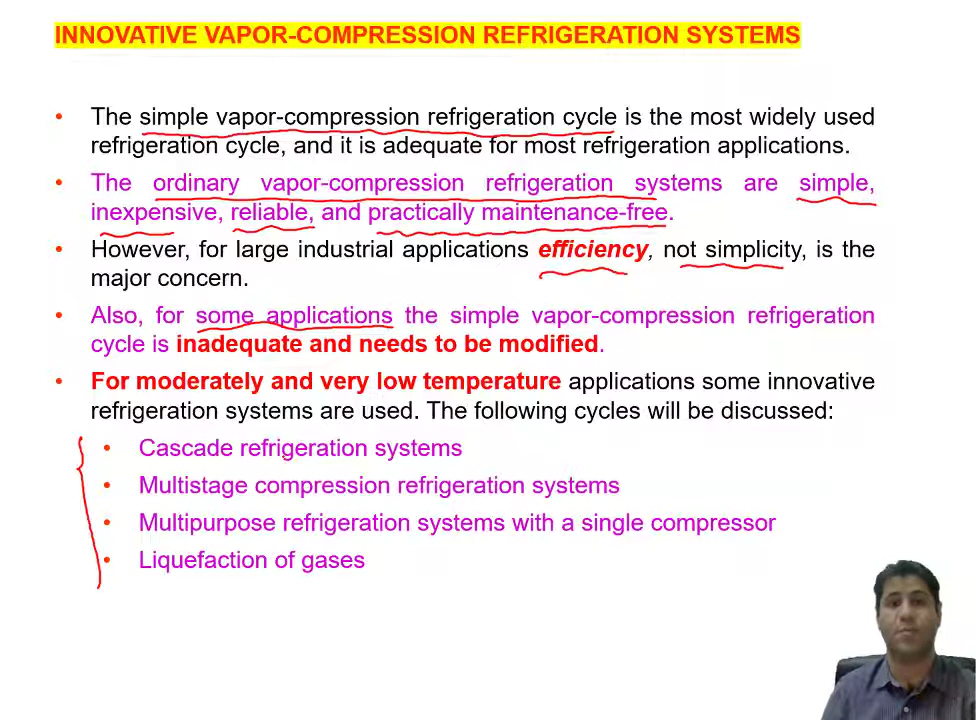 INNOVATIVE VAPOR-COMPRESSION REFRIGERATION SYSTEMS
• The simple vapor-compression refrigeration cycle is the most widely used
refrigeration cycle, and it is adequate for most refrigeration applications.
• The ordinary vapor-compression refrigeration systems are simple,
inexpensive, reliable, and practically maintenance-free.
• However, for large industrial applications efficiency, not simplicity, is the
major concern.
• Also, for some applications the simple vapor-compression refrigeration
cycle is inadequate and needs to be modified.
• For moderately and very low temperature applications some innovative
refrigeration systems are used. The following cycles will be discussed:
• Cascade refrigeration systems
• Multistage compression refrigeration systems
• Multipurpose refrigeration systems with a single compressor
• Liquefaction of gases